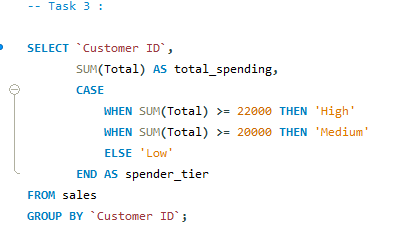 -- Task 3 :
SELECT `Customer ID`,
SUM(Total) AS total_spending,
CASE
WHEN SUM(Total) >= 22000 THEN 'High'
WHEN SUM(Total) >= 20000 THEN 'Medium'
ELSE 'Low'
END AS spender_tier
FROM sales
GROUP BY `Customer ID`;